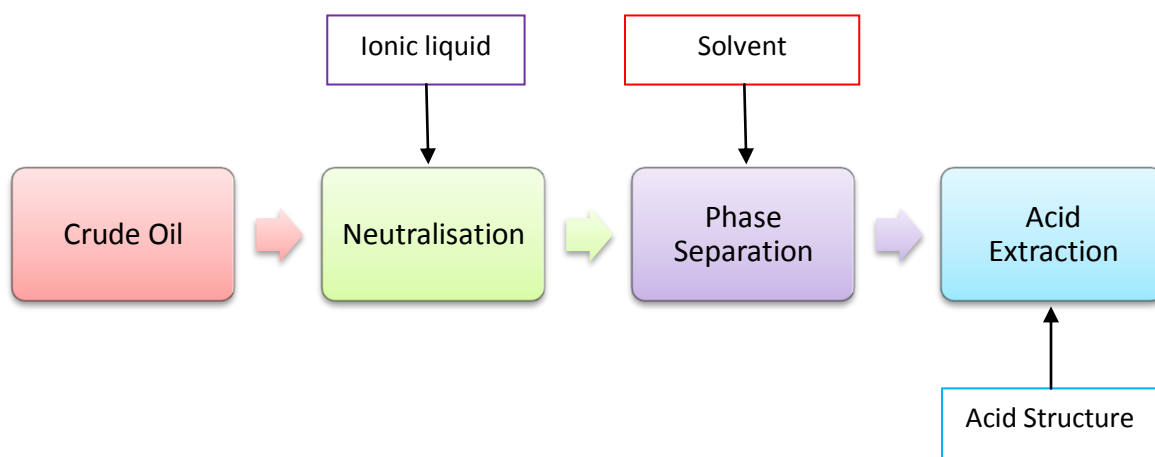 Ionic liquid
Solvent
Crude Oil
Neutralisation
Phase
Separation
Acid
Extraction
Acid Structure